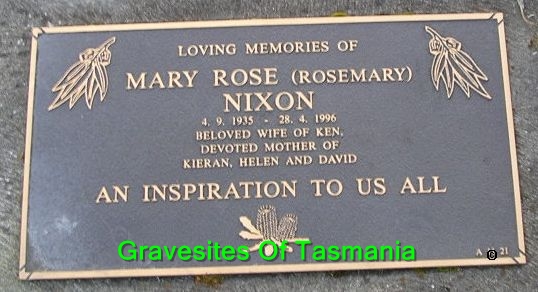 LOVING MEMORIES OF
MARY ROSE (ROSEMARY)
NIXON
4. 9. 1935 - 28. 4. 1996
BELOVED WIFE OF KEN,
DEVOTED MOTHER OF
KIERAN, HELEN AND DAVID
AN INSPIRATION TO US ALL
Gravesites Of Tasmania
A 21
©